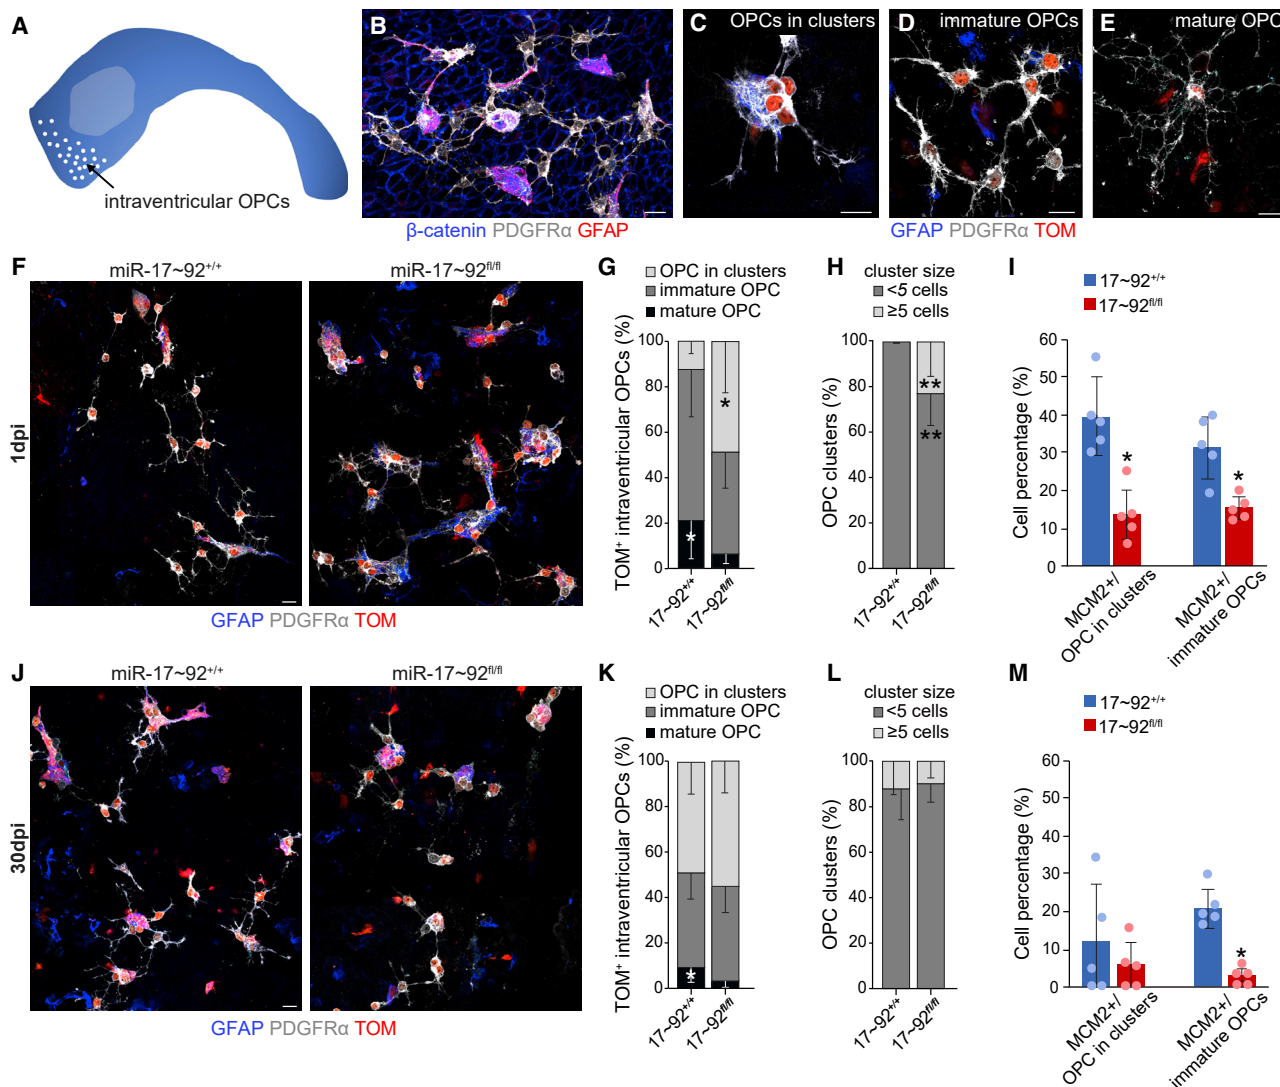 A
intraventricular OPCs
B
β-catenin PDGFRα GFAP
C
OPCs in clusters
D
immature OPCs
E
mature OPC
GFAP PDGFRα TOM
F
miR-17~92+/+
miR-17~92fl/fl
1dpi
GFAP PDGFRα TOM
G
OPC in clusters
immature OPC
mature OPC
TOM+ intraventricular OPCs (%)
100
80
60
40
20
0
*
*
17~92+/+
17~92fl/fl
H
cluster size
<5 cells
≥5 cells
OPC clusters (%)
100
80
60
40
20
0
**
**
17~92+/+
17~92fl/fl
I
17~92+/+
17~92fl/fl
Cell percentage (%)
60
50
40
30
20
10
0
*
*
MCM2+/
OPC in clusters
MCM2+/
immature OPCs
J
miR-17~92+/+
miR-17~92fl/fl
30dpi
GFAP PDGFRα TOM
K
OPC in clusters
immature OPC
mature OPC
TOM+ intraventricular OPCs (%)
100
80
60
40
20
0
*
17~92+/+
17~92fl/fl
L
cluster size
<5 cells
≥5 cells
OPC clusters (%)
100
80
60
40
20
0
17~92+/+
17~92fl/fl
M
17~92+/+
17~92fl/fl
Cell percentage (%)
60
50
40
30
20
10
0
*
MCM2+/
OPC in clusters
MCM2+/
immature OPCs